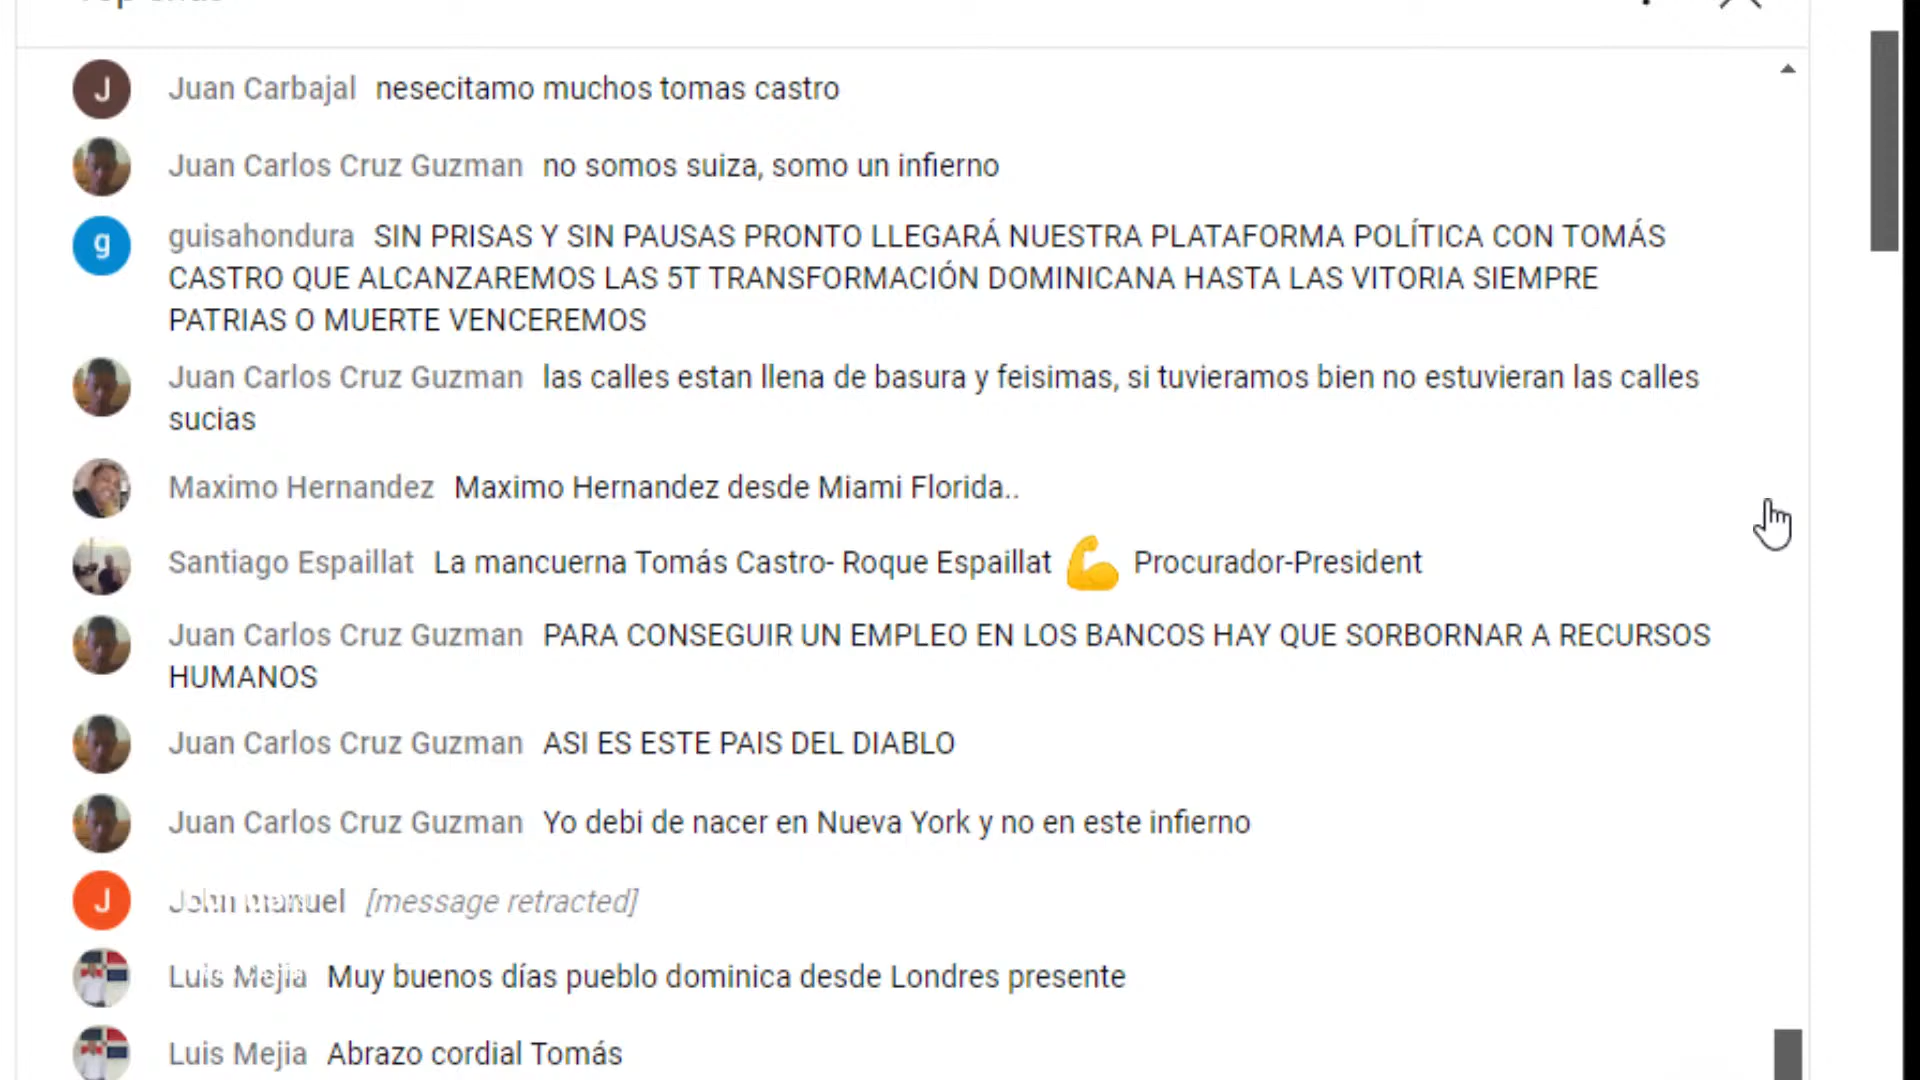 J
Juan Carbajal nesecitamo muchos tomas castro
Juan Carlos Cruz Guzman no somos suiza, somo un infierno
g
guisahondura SIN PRISAS Y SIN PAUSAS PRONTO LLEGARÁ NUESTRA PLATAFORMA POLÍTICA CON TOMÁS
CASTRO QUE ALCANZAREMOS LAS 5T TRANSFORMACIÓN DOMINICANA HASTA LAS VITORIA SIEMPRE
PATRIAS O MUERTE VENCEREMOS
Juan Carlos Cruz Guzman las calles estan llena de basura y feisimas, si tuvieramos bien no estuvieran las calles
sucias
Maximo Hernandez Maximo Hernandez desde Miami Florida..
Santiago Espaillat La mancuerna Tomás Castro- Roque Espaillat 💪 Procurador-President
Juan Carlos Cruz Guzman PARA CONSEGUIR UN EMPLEO EN LOS BANCOS HAY QUE SORBORNAR A RECURSOS
HUMANOS
Juan Carlos Cruz Guzman ASI ES ESTE PAIS DEL DIABLO
Juan Carlos Cruz Guzman Yo debi de nacer en Nueva York y no en este infierno
J
[message retracted]
Luis Mejia Muy buenos días pueblo dominica desde Londres presente
Luis Mejia Abrazo cordial Tomás